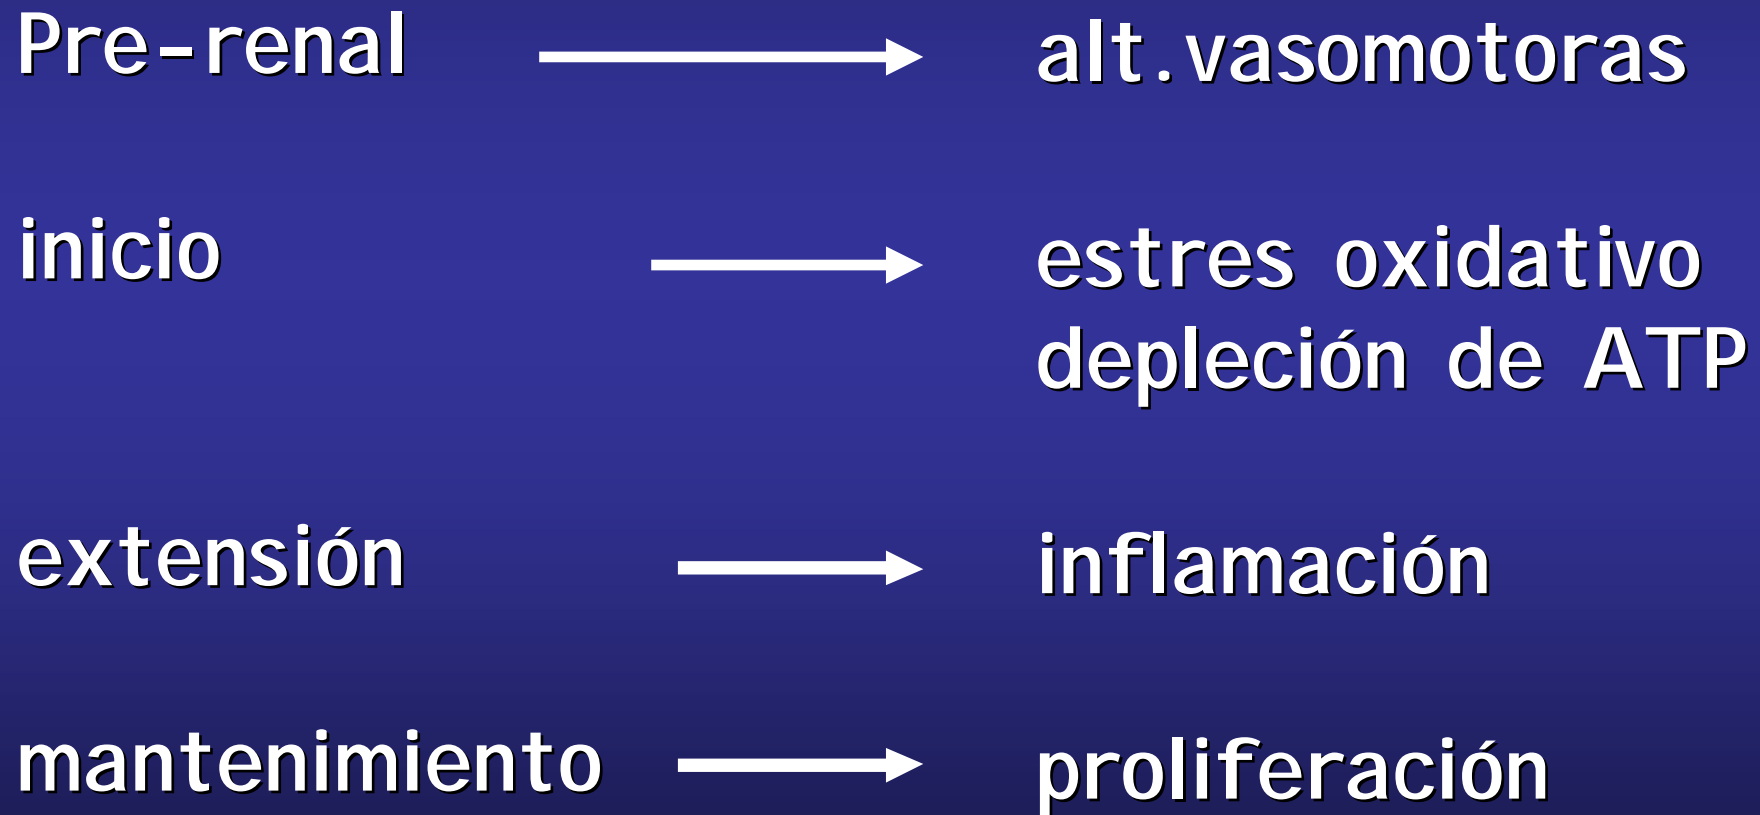 Pre-renal alt.vasomotoras
inicio estres oxidativo
depleción de ATP
extensión inflamación
mantenimiento proliferación